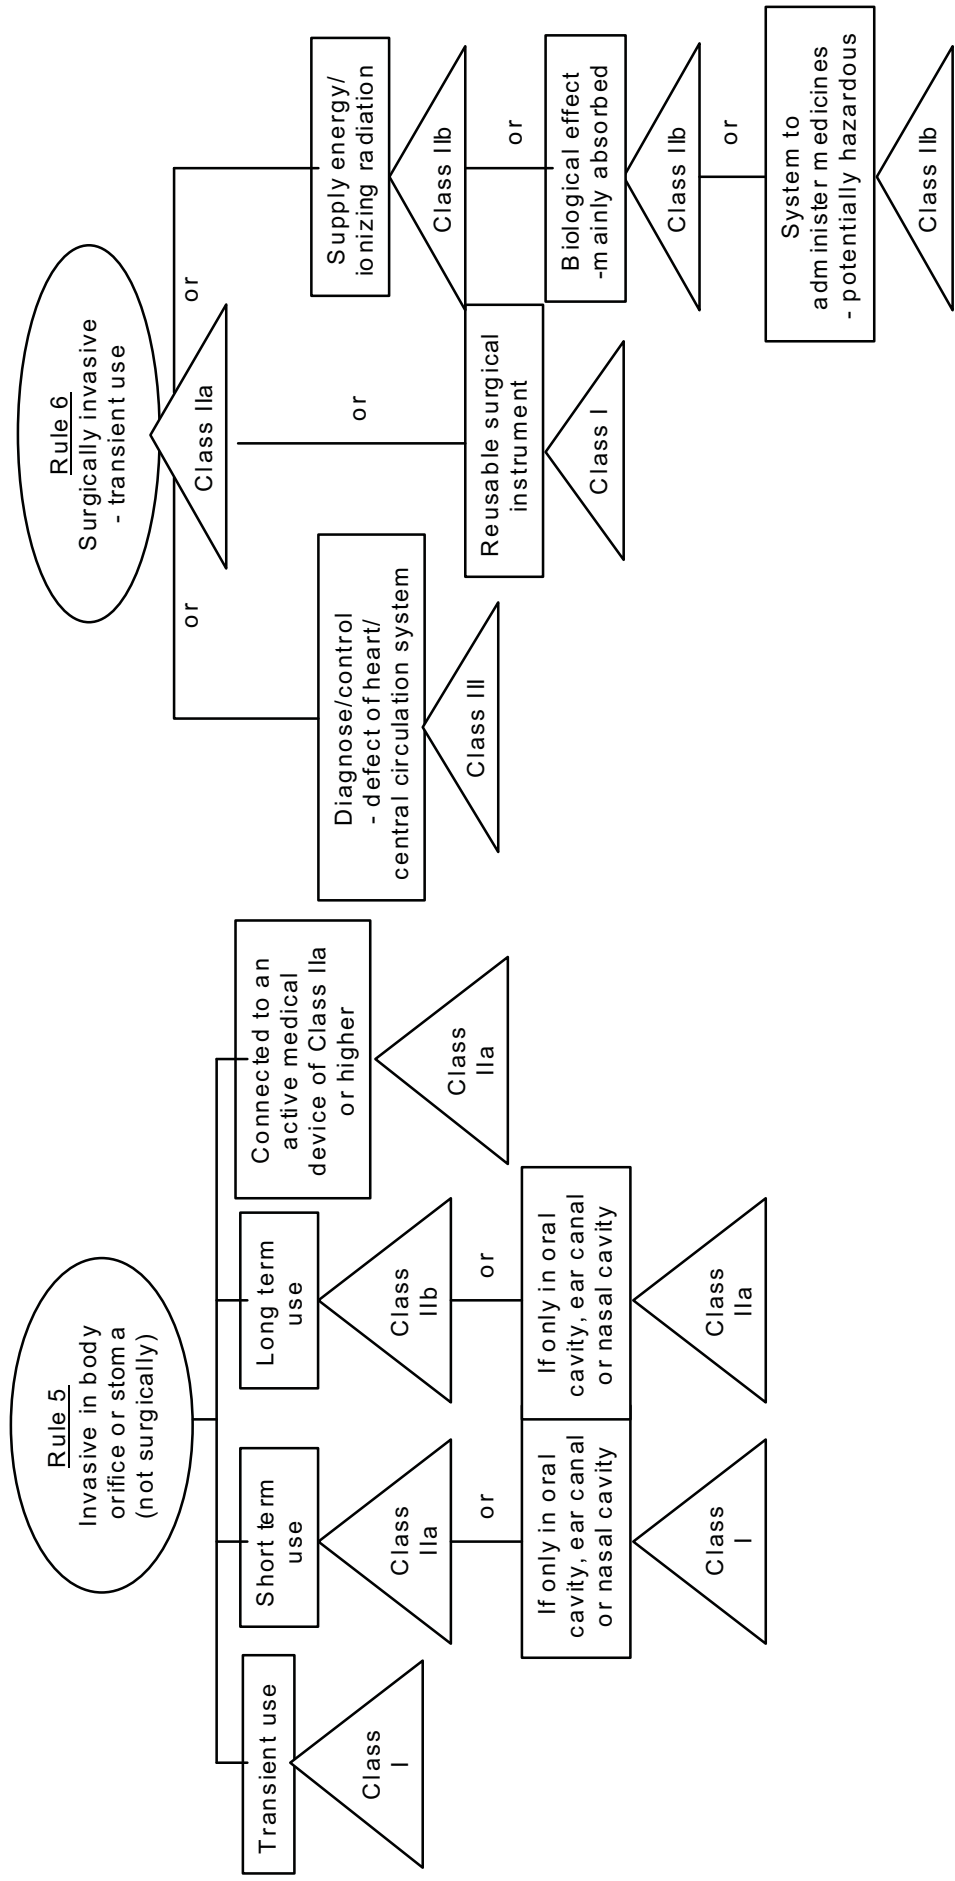 Rule 5
Invasive in body
orifice or stoma
(not surgically)
Transient use
Class
I
Short term
use
Class
IIa
or
If only in oral
cavity, ear canal
or nasal cavity
Class
I
Long term
use
Class
IIb
or
If only in oral
cavity, ear canal
or nasal cavity
Class
IIa
Connected to an
active medical
device of Class IIa
or higher
Class
IIa
Rule 6
Surgically invasive
- transient use
Class IIa
or
Diagnose/control
- defect of heart/
central circulation system
Class III
or
Reusable surgical
instrument
Class I
or
Supply energy/
ionizing radiation
Class IIb
or
Biological effect
-mainly absorbed
Class IIb
or
System to
administer medicines
- potentially hazardous
Class IIb